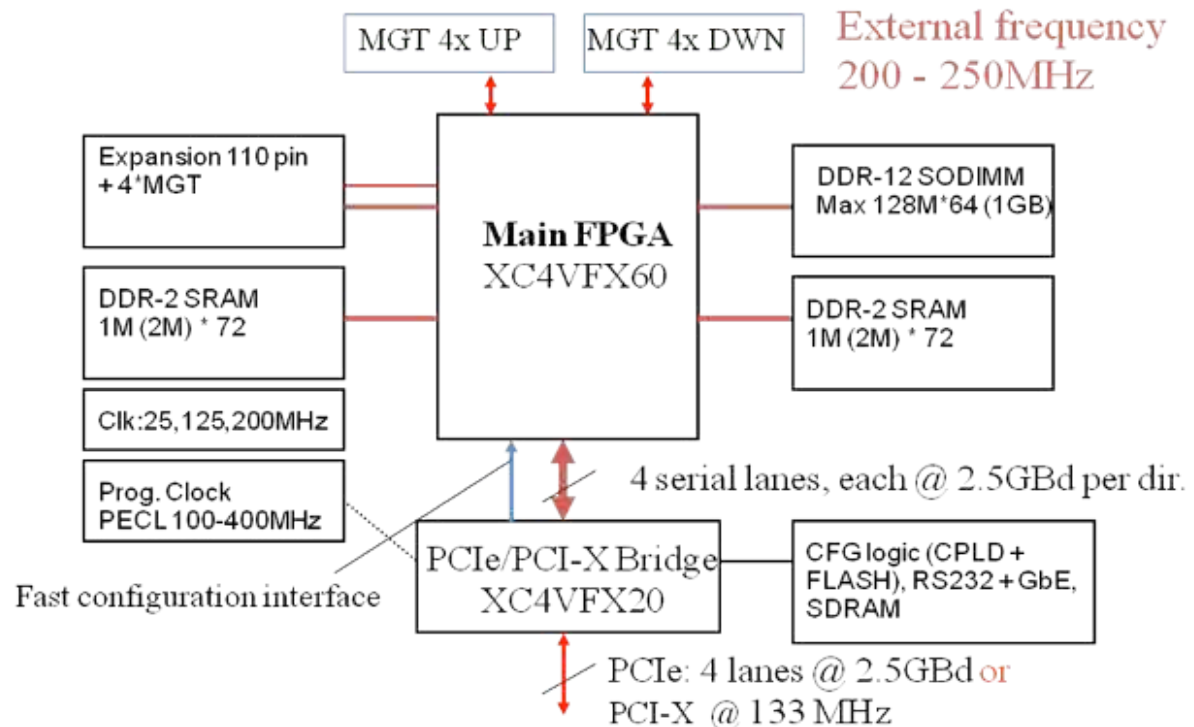 MGT 4x UP
MGT 4x DWN
External frequency
200 - 250MHz
Expansion 110 pin
+ 4*MGT
DDR-12 SODIMM
Max 128M*64 (1GB)
Main FPGA
XC4VFX60
DDR-2 SRAM
1M (2M) * 72
DDR-2 SRAM
1M (2M) * 72
Clk:25,125,200MHz
4 serial lanes, each @ 2.5GBd per dir.
Prog. Clock
PECL 100-400MHz
PCIe/PCI-X Bridge
XC4VFX20
CFG logic (CPLD +
FLASH), RS232 + GbE,
SDRAM
Fast configuration interface
PCIe: 4 lanes @ 2.5GBd or
PCI-X @ 133 MHz